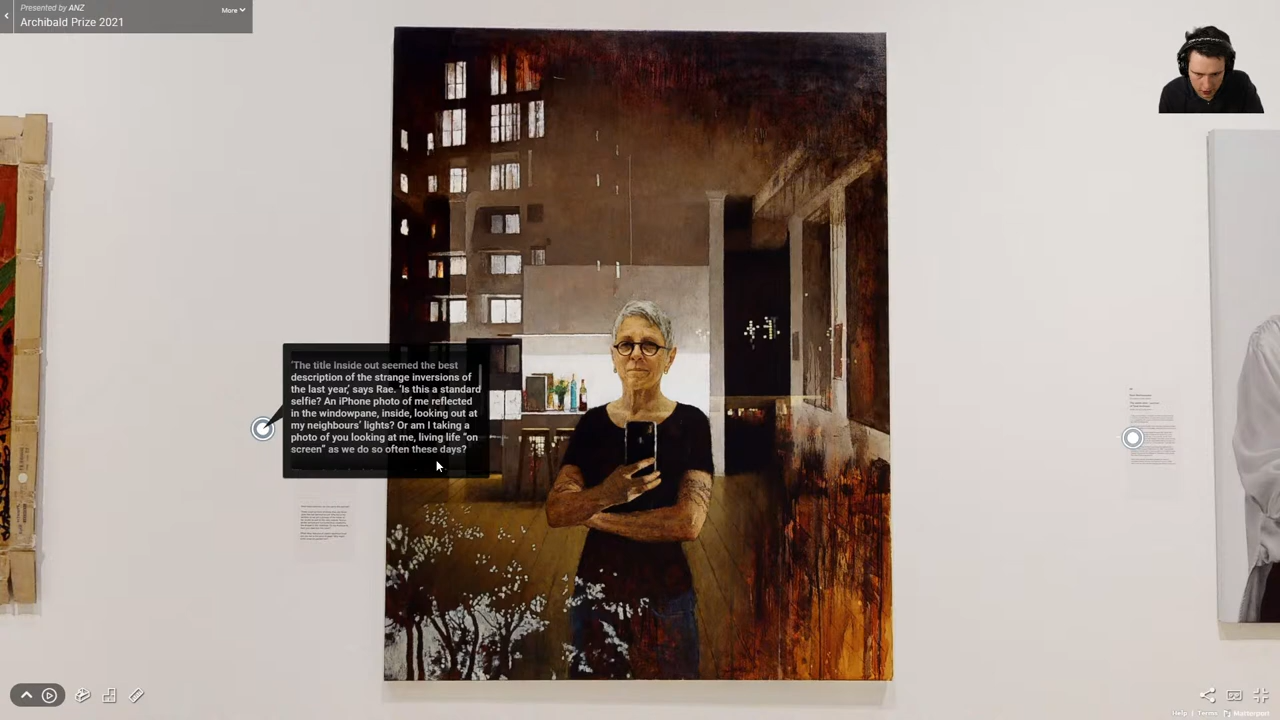 Presented by ANZ
Archibald Prize 2021
More
'The title Inside out seemed the best
description of the strange inversions of
the last year,' says Rae. 'Is this a standard
selfie? An iPhone photo of me reflected
in the windowpane, inside, looking out at
my neighbours' lights? Or am I taking a
photo of you looking at me, living life "on
screen" as we do so often these days?
Help | Terms
Matterport